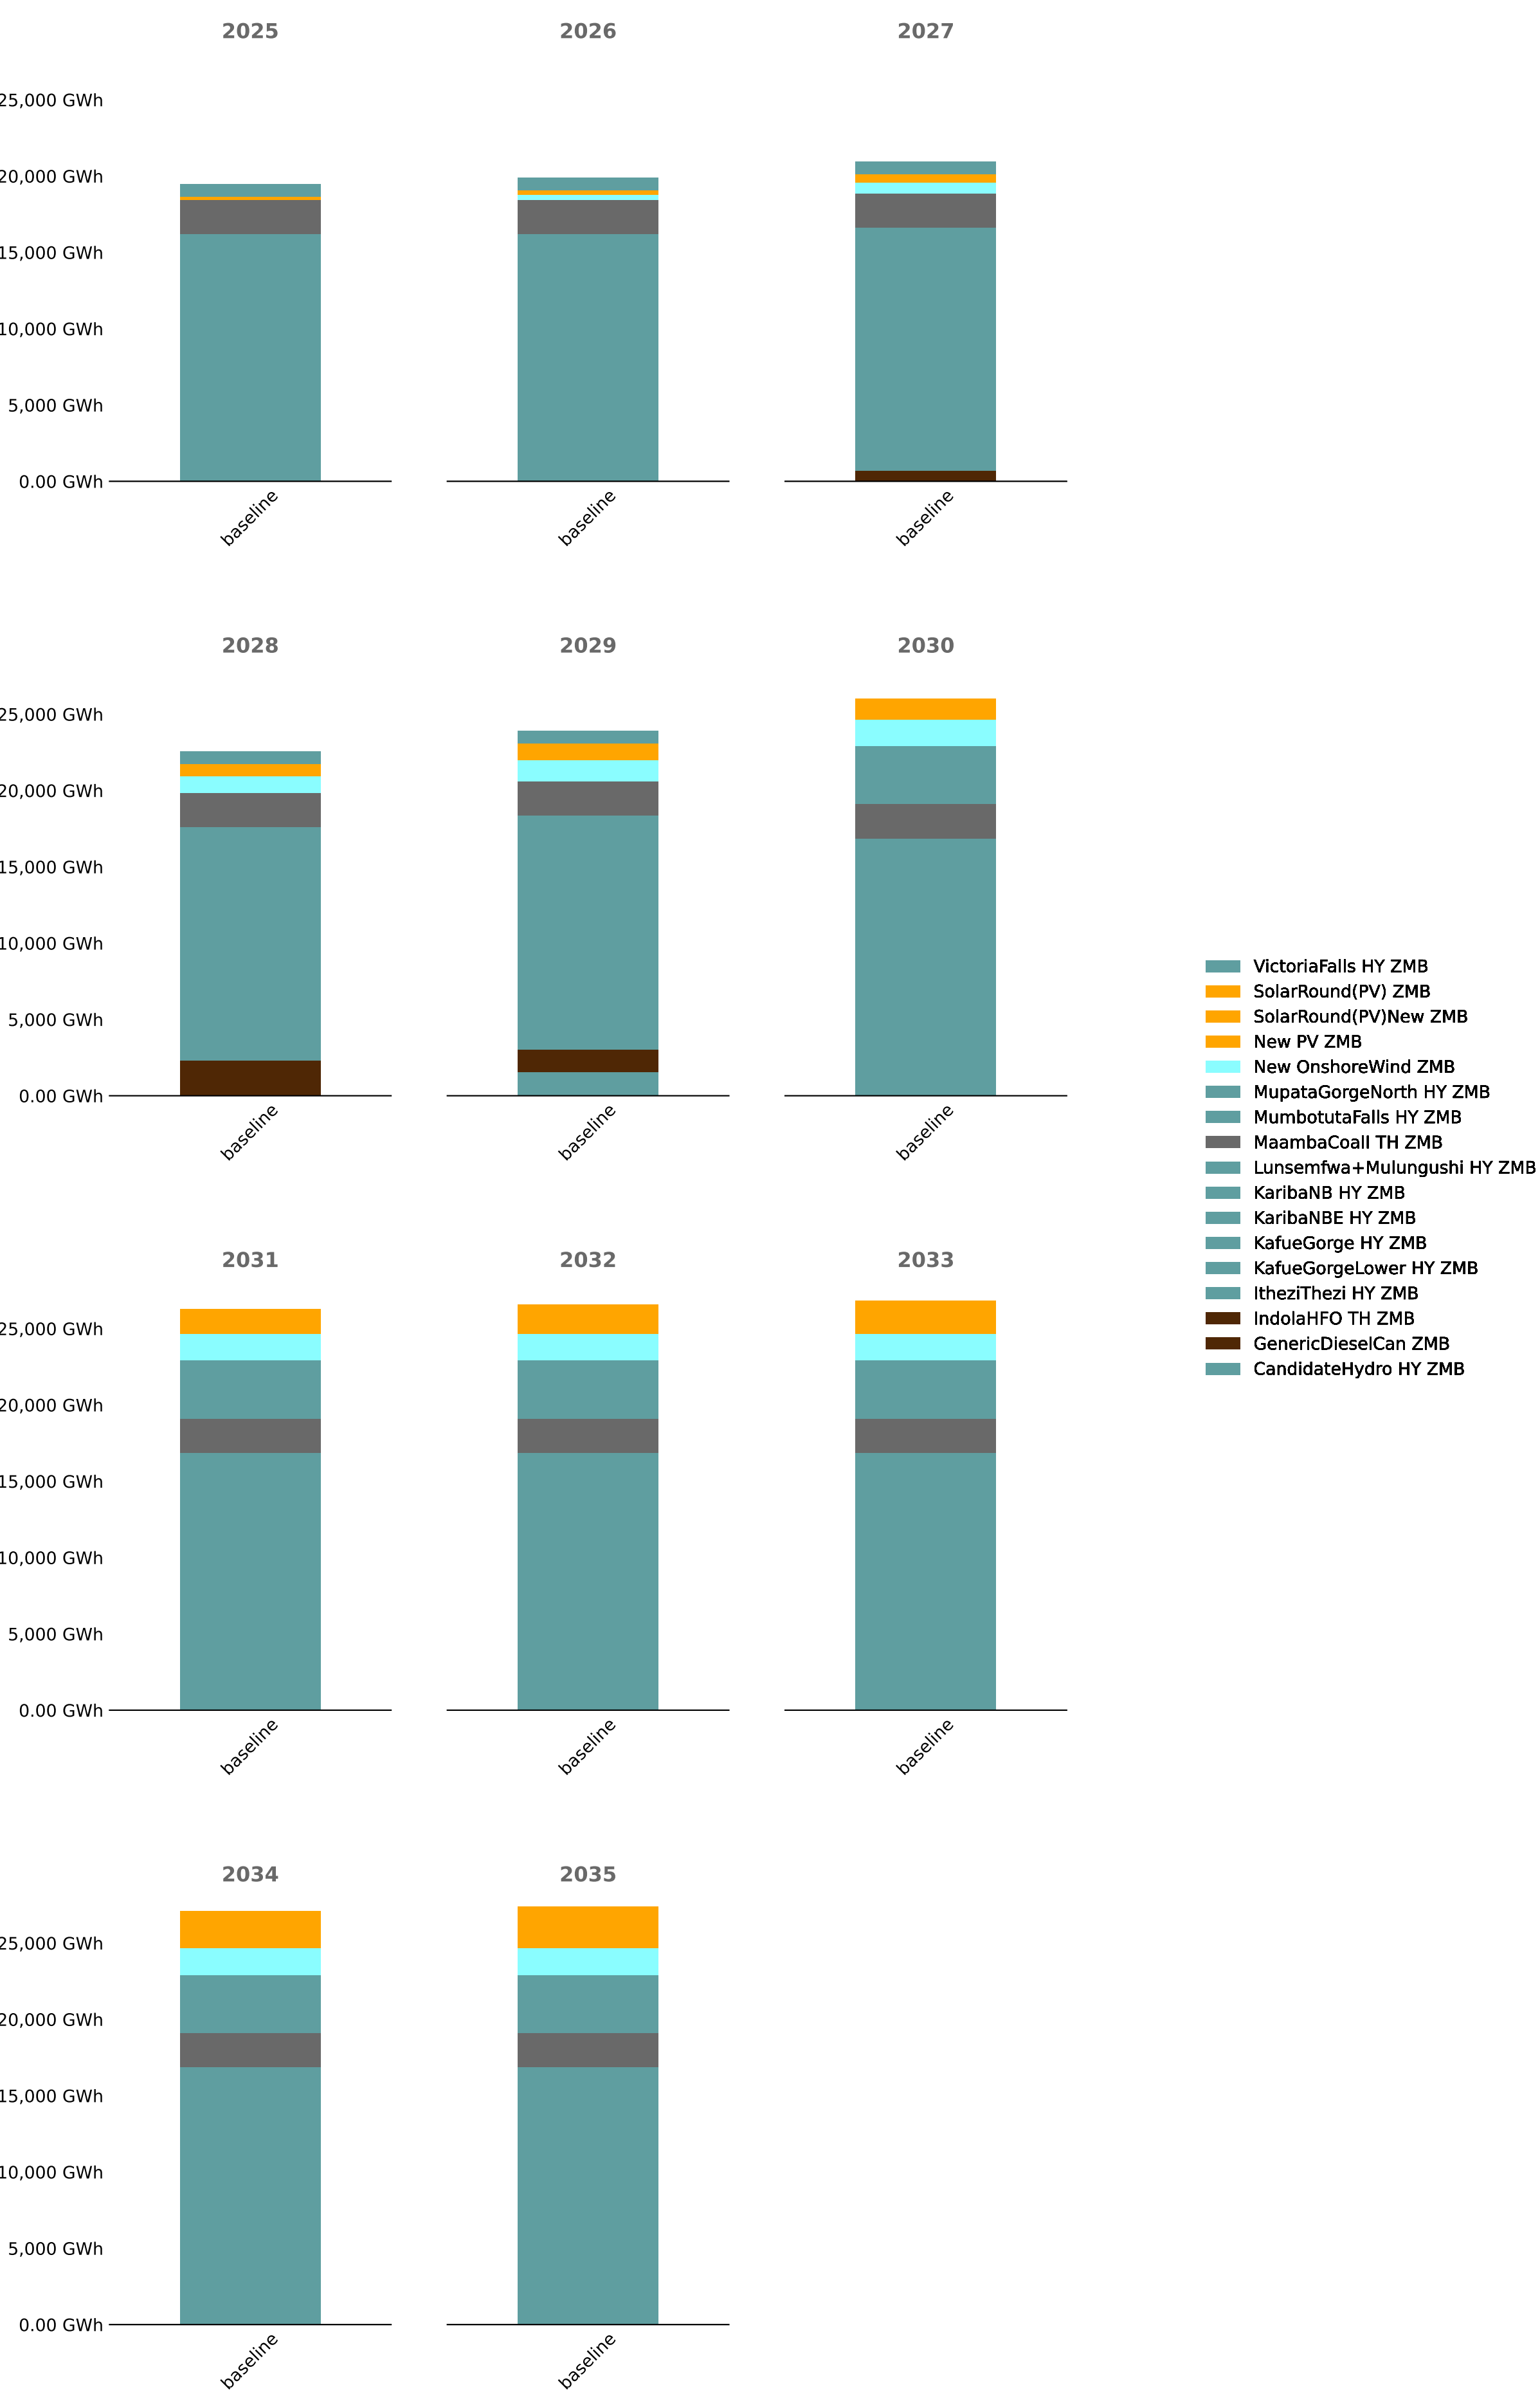 2025
2026
2027
25,000 GWh
20,000 GWh
15,000 GWh
10,000 GWh
5,000 GWh
0.00 GWh
baseline
baseline
baseline
2028
2029
2030
25,000 GWh
20,000 GWh
15,000 GWh
10,000 GWh
5,000 GWh
0.00 GWh
baseline
baseline
baseline
VictoriaFalls HY ZMB
SolarRound(PV) ZMB
SolarRound(PV)New ZMB
New PV ZMB
New OnshoreWind ZMB
MupataGorgeNorth HY ZMB
MumbotutaFalls HY ZMB
MaambaCoalI TH ZMB
Lunsemfwa+Mulungushi HY ZMB
KaribaNB HY ZMB
KaribaNBE HY ZMB
KafueGorge HY ZMB
KafueGorgeLower HY ZMB
ItheziThezi HY ZMB
IndolaHFO TH ZMB
GenericDieselCan ZMB
CandidateHydro HY ZMB
2031
2032
2033
25,000 GWh
20,000 GWh
15,000 GWh
10,000 GWh
5,000 GWh
0.00 GWh
baseline
baseline
baseline
2034
2035
25,000 GWh
20,000 GWh
15,000 GWh
10,000 GWh
5,000 GWh
0.00 GWh
baseline
baseline